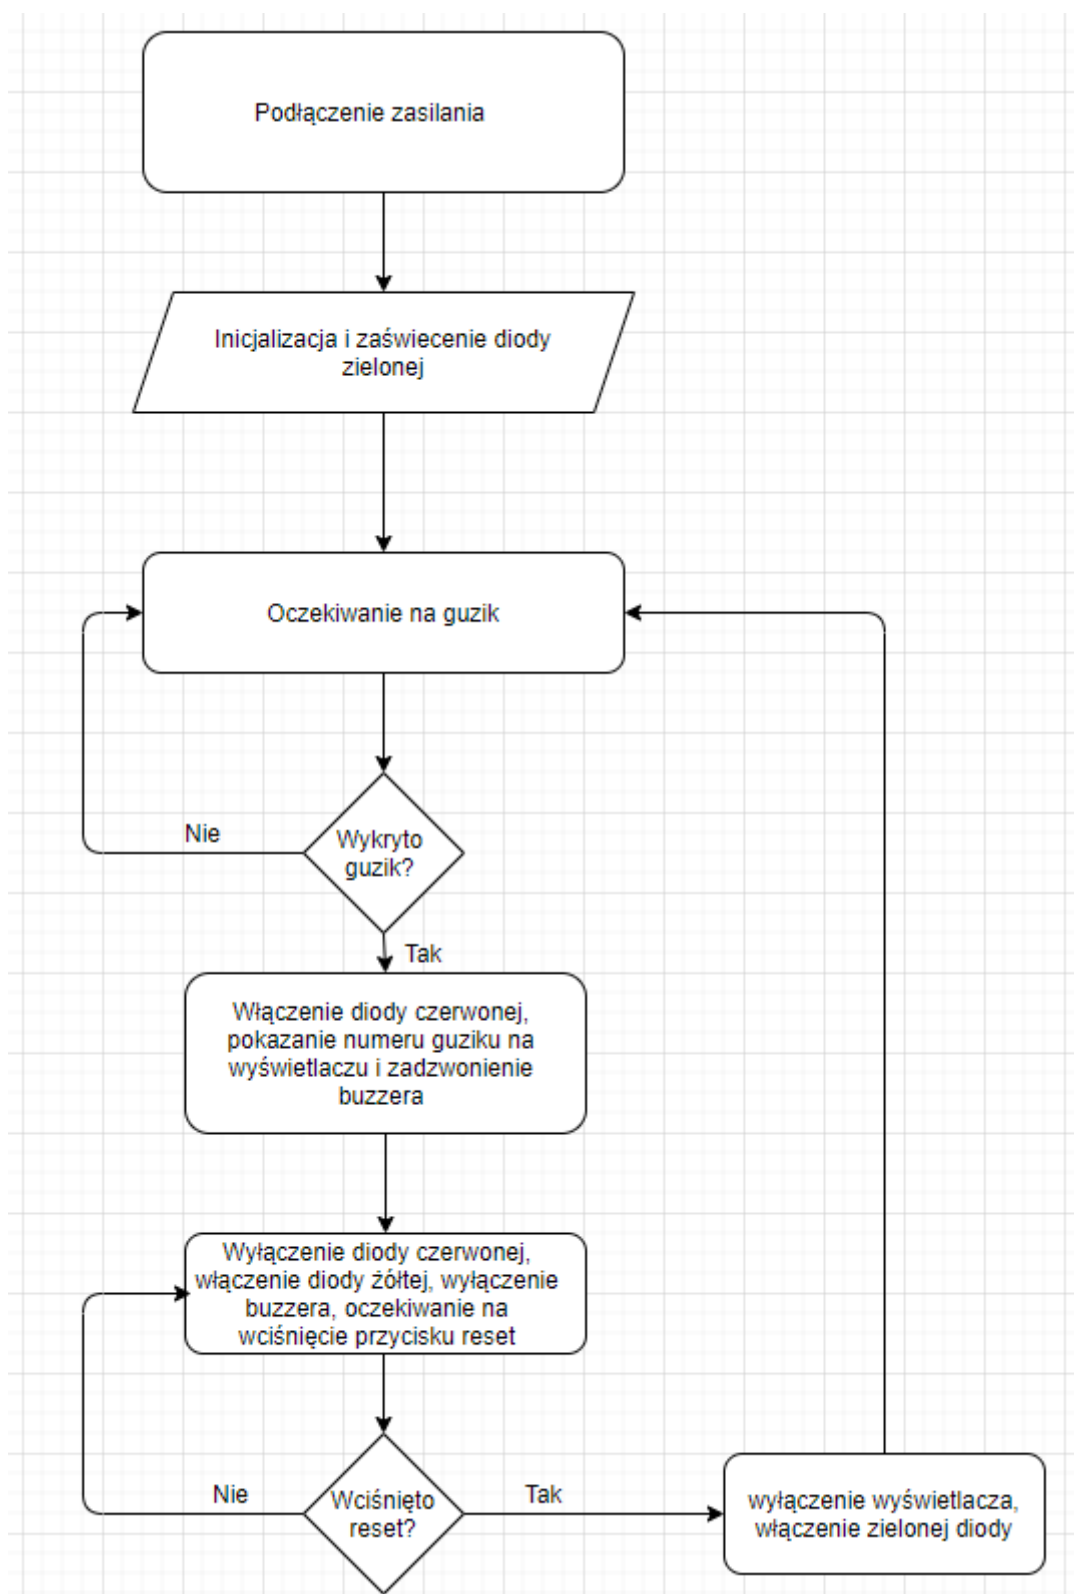 Podłączenie zasilania
Inicjalizacja i zaświecenie diody
zielonej
Oczekiwanie na guzik
Nie
Wykryto
guzik?
Tak
Włączenie diody czerwonej,
pokazanie numeru guziku na
wyświetlaczu i zadzwonienie
buzzera
Wyłączenie diody czerwonej,
włączenie diody żółtej, wyłączenie
buzzera, oczekiwanie na
wciśnięcie przycisku reset
Nie
Wciśnięto
reset?
Tak
wyłączenie wyświetlacza,
włączenie zielonej diody